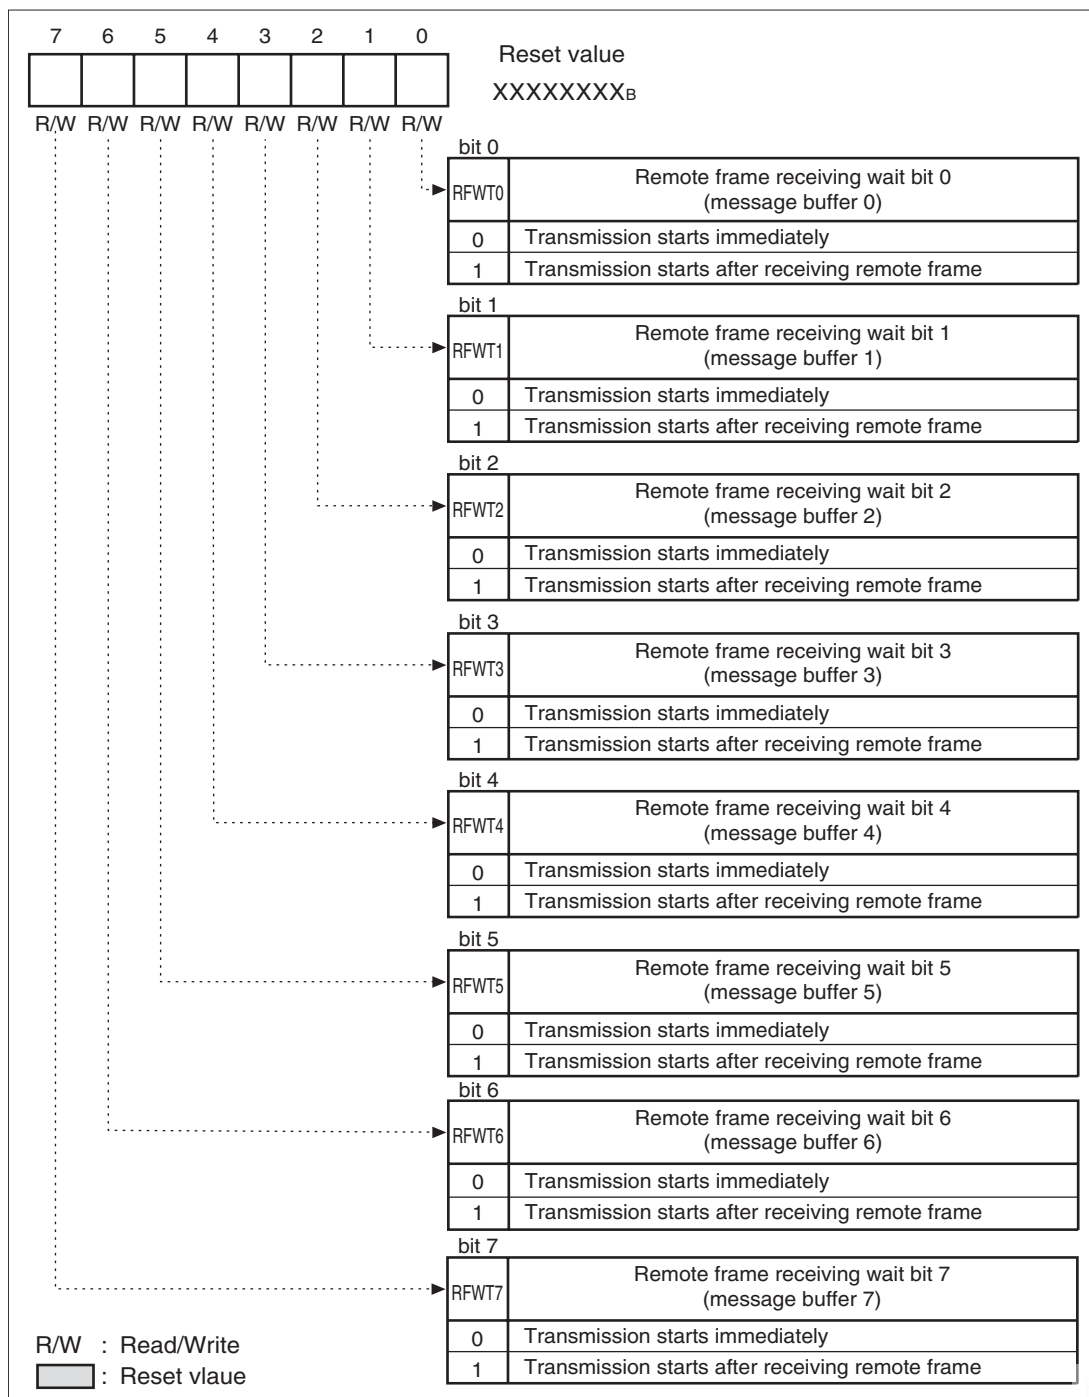 7 6 5 4 3 2 1 0
Reset value
XXXXXXXXB
R/W R/W R/W R/W R/W R/W R/W R/W
bit 0
RFWT0 Remote frame receiving wait bit 0
(message buffer 0)
0 Transmission starts immediately
1 Transmission starts after receiving remote frame
bit 1
RFWT1 Remote frame receiving wait bit 1
(message buffer 1)
0 Transmission starts immediately
1 Transmission starts after receiving remote frame
bit 2
RFWT2 Remote frame receiving wait bit 2
(message buffer 2)
0 Transmission starts immediately
1 Transmission starts after receiving remote frame
bit 3
RFWT3 Remote frame receiving wait bit 3
(message buffer 3)
0 Transmission starts immediately
1 Transmission starts after receiving remote frame
bit 4
RFWT4 Remote frame receiving wait bit 4
(message buffer 4)
0 Transmission starts immediately
1 Transmission starts after receiving remote frame
bit 5
RFWT5 Remote frame receiving wait bit 5
(message buffer 5)
0 Transmission starts immediately
1 Transmission starts after receiving remote frame
bit 6
RFWT6 Remote frame receiving wait bit 6
(message buffer 6)
0 Transmission starts immediately
1 Transmission starts after receiving remote frame
bit 7
RFWT7 Remote frame receiving wait bit 7
(message buffer 7)
0 Transmission starts immediately
1 Transmission starts after receiving remote frame
R/W : Read/Write
: Reset vlaue